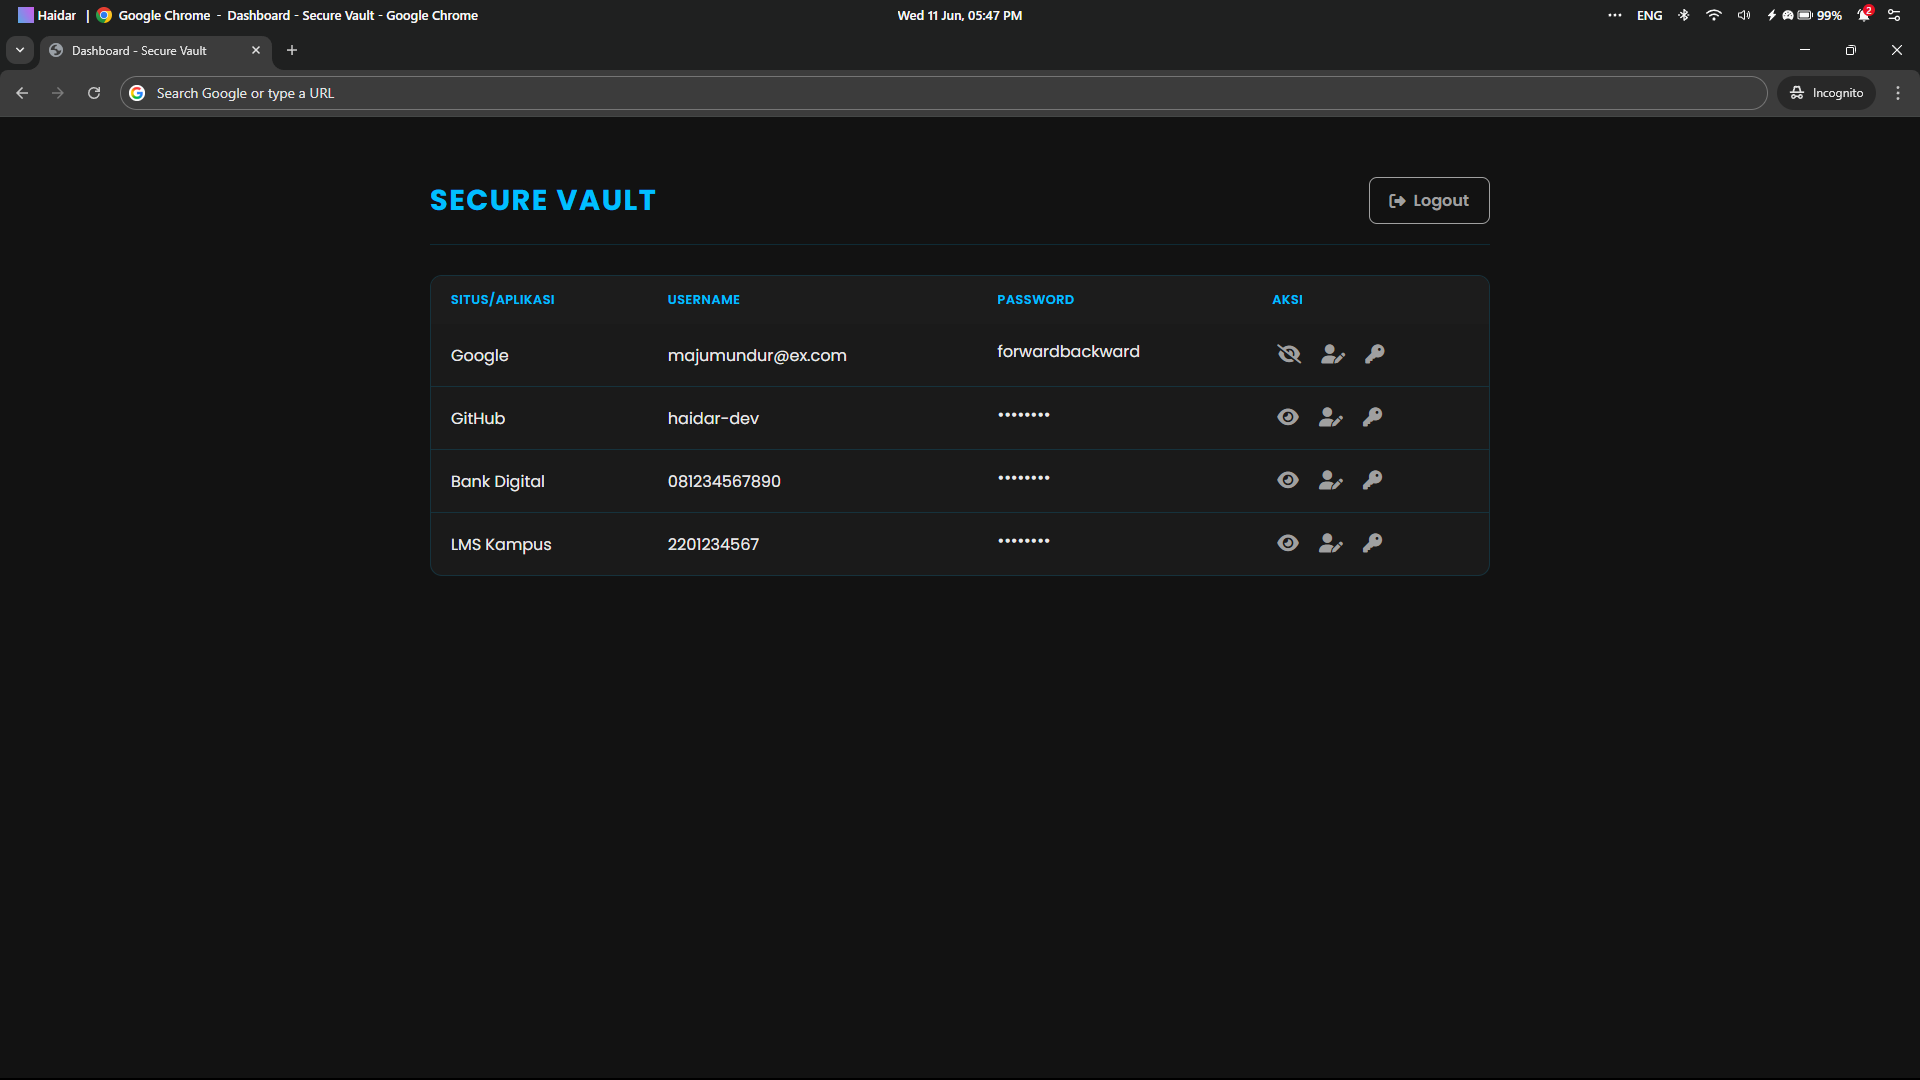 Haidar | Google Chrome - Dashboard - Secure Vault - Google Chrome
Wed 11 Jun, 05:47 PM
ENG
99%
2
Dashboard - Secure Vault
Search Google or type a URL
Incognito
SECURE VAULT
Logout
SITUS/APLIKASI USERNAME PASSWORD AKSI
Google majumundur@ex.com forwardbackward
GitHub haidar-dev ••••••••
Bank Digital 081234567890 ••••••••
LMS Kampus 2201234567 ••••••••